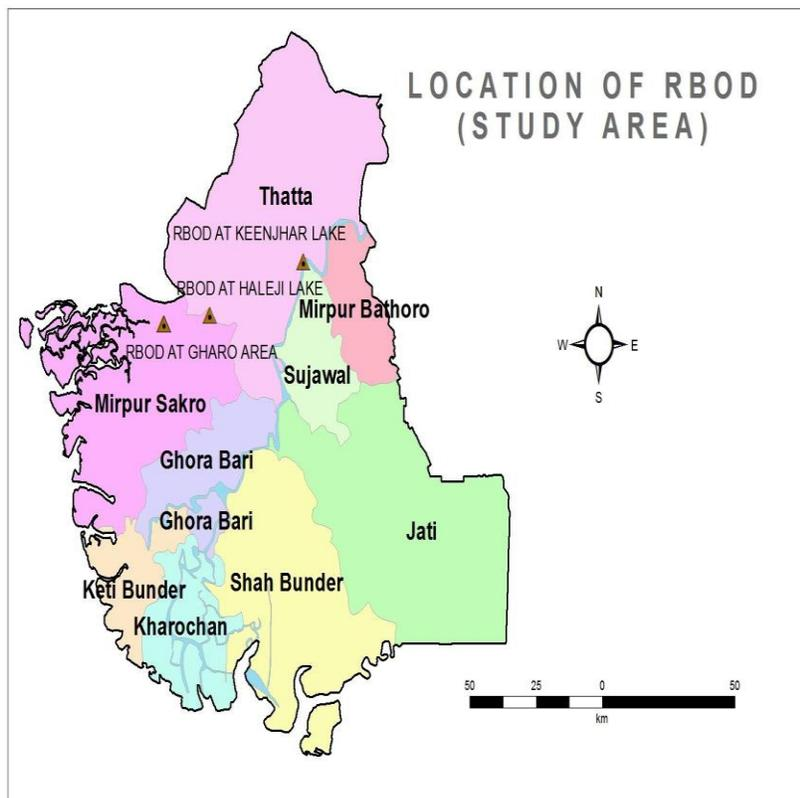 LOCATION OF RBOD
(STUDY AREA)
Thatta
RBOD AT KEENJHAR LAKE
RBOD AT HALEJI LAKE
Mirpur Bathoro
RBOD AT GHARO AREA
Sujawal
Mirpur Sakro
Ghora Bari
Ghora Bari
Jati
Shah Bunder
Keti Bunder
Kharochan
N
W
E
S
50 25 0 50
km